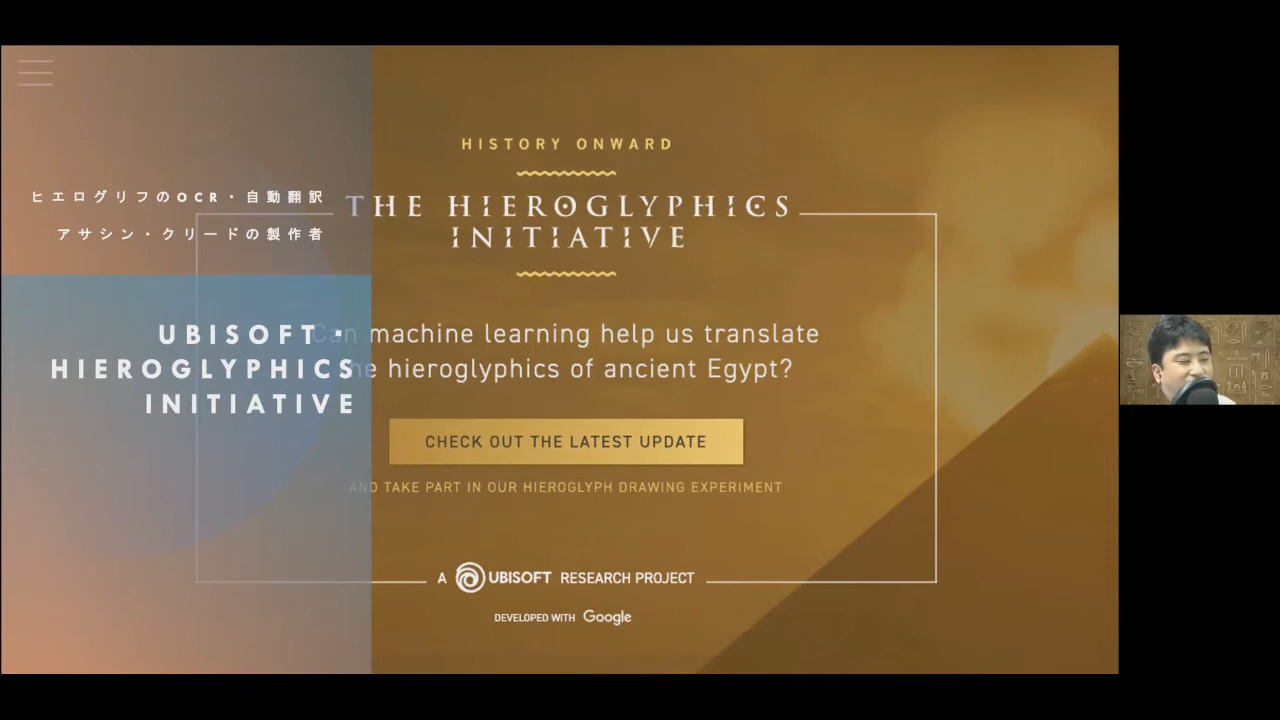 ヒエログリフのOCR・自動翻訳
アサシン・クリードの製作者
UBISOFT・
HIEROGLYPHICS
INITIATIVE
HISTORY ONWARD
THE HIEROGLYPHICS
INITIATIVE
Can machine learning help us translate
the hieroglyphics of ancient Egypt?
CHECK OUT THE LATEST UPDATE
AND TAKE PART IN OUR HIEROGLYPH DRAWING EXPERIMENT
A UBISOFT RESEARCH PROJECT
DEVELOPED WITH Google